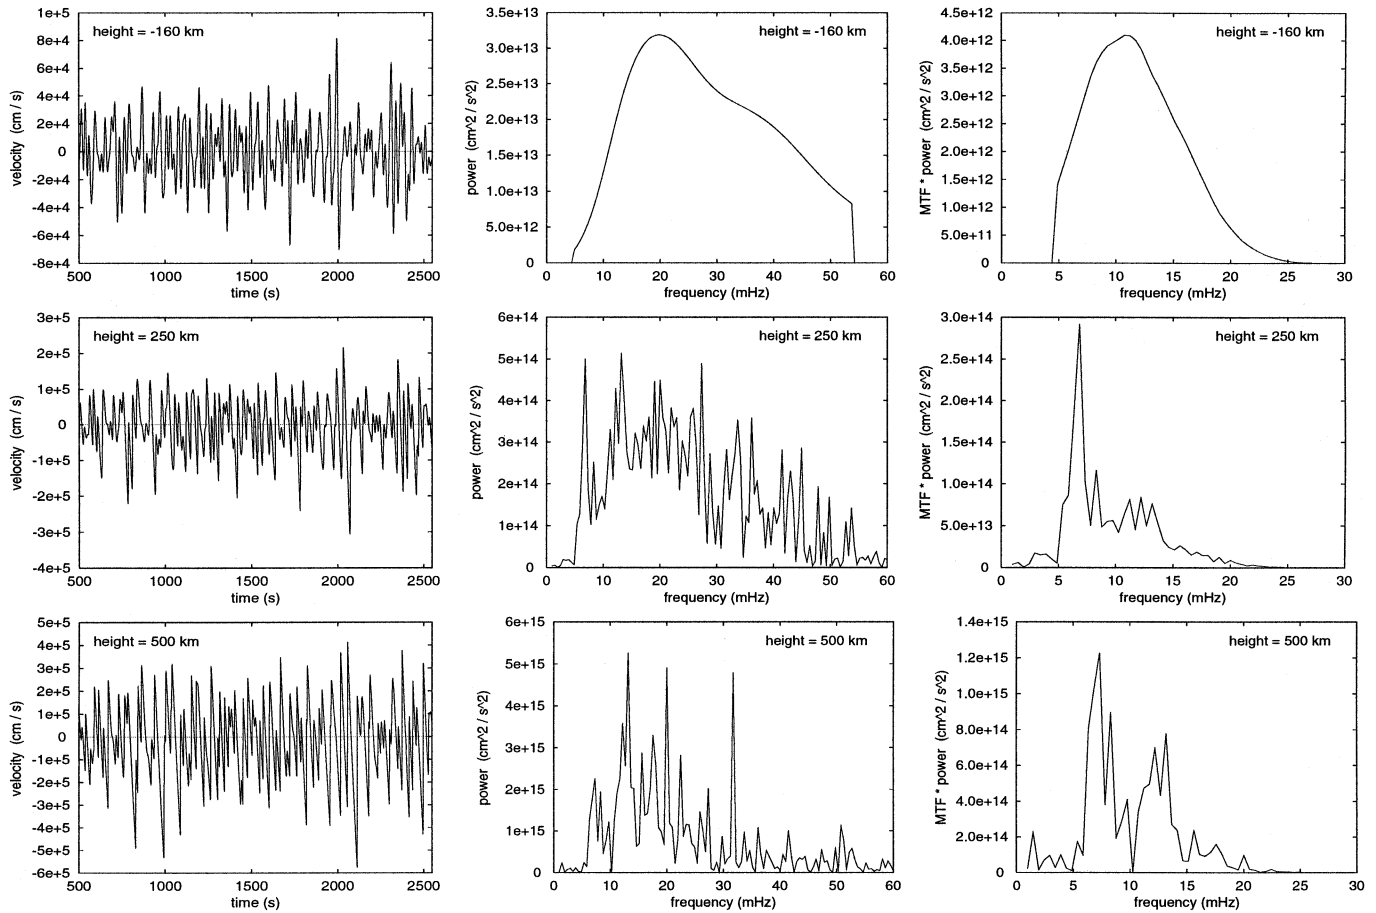 height = -160 km
velocity (cm / s)
1e+5
8e+4
6e+4
4e+4
2e+4
0
-2e+4
-4e+4
-6e+4
-8e+4
500 1000 1500 2000 2500
time (s)
height = -160 km
power (cm^2 / s^2)
3.5e+13
3.0e+13
2.5e+13
2.0e+13
1.5e+13
1.0e+13
5.0e+12
0
0 10 20 30 40 50 60
frequency (mHz)
height = -160 km
MTF * power (cm^2 / s^2)
4.5e+12
4.0e+12
3.5e+12
3.0e+12
2.5e+12
2.0e+12
1.5e+12
1.0e+12
5.0e+11
0
0 5 10 15 20 25 30
frequency (mHz)
height = 250 km
velocity (cm / s)
3e+5
2e+5
1e+5
0
-1e+5
-2e+5
-3e+5
-4e+5
500 1000 1500 2000 2500
time (s)
height = 250 km
power (cm^2 / s^2)
6e+14
5e+14
4e+14
3e+14
2e+14
1e+14
0
0 10 20 30 40 50 60
frequency (mHz)
height = 250 km
MTF * power (cm^2 / s^2)
3.0e+14
2.5e+14
2.0e+14
1.5e+14
1.0e+14
5.0e+13
0
0 5 10 15 20 25 30
frequency (mHz)
height = 500 km
velocity (cm / s)
5e+5
4e+5
3e+5
2e+5
1e+5
0
-1e+5
-2e+5
-3e+5
-4e+5
-5e+5
-6e+5
500 1000 1500 2000 2500
time (s)
height = 500 km
power (cm^2 / s^2)
6e+15
5e+15
4e+15
3e+15
2e+15
1e+15
0
0 10 20 30 40 50 60
frequency (mHz)
height = 500 km
MTF * power (cm^2 / s^2)
1.4e+15
1.2e+15
1.0e+15
8.0e+14
6.0e+14
4.0e+14
2.0e+14
0
0 5 10 15 20 25 30
frequency (mHz)